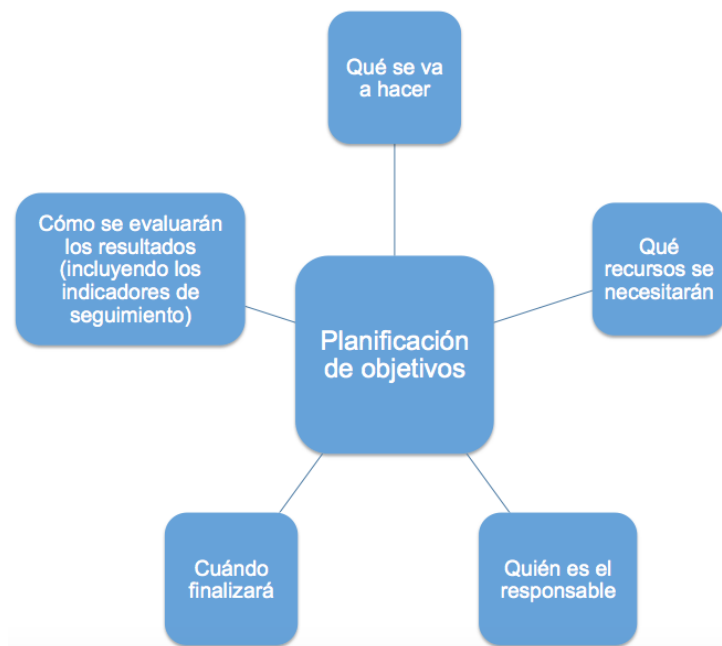 Qué se va
a hacer
Cómo se evaluarán
los resultados
(incluyendo los
indicadores de
seguimiento)
Qué
recursos se
necesitarán
Planificación
de objetivos
Cuándo
finalizará
Quién es el
responsable